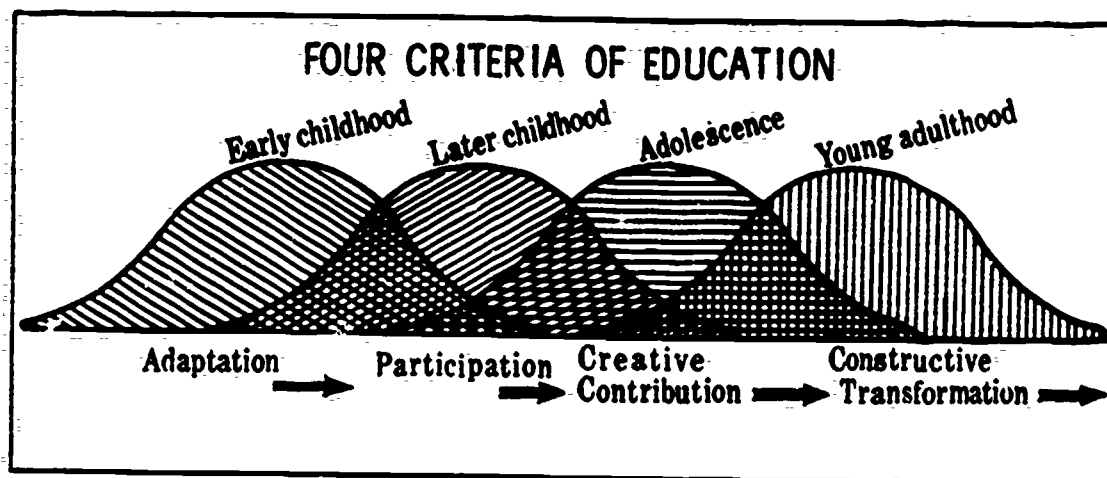 FOUR CRITERIA OF EDUCATION
Early childhood
Later childhood
Adolescence
Young adulthood
Adaptation
Participation
Creative
Contribution
Constructive
Transformation